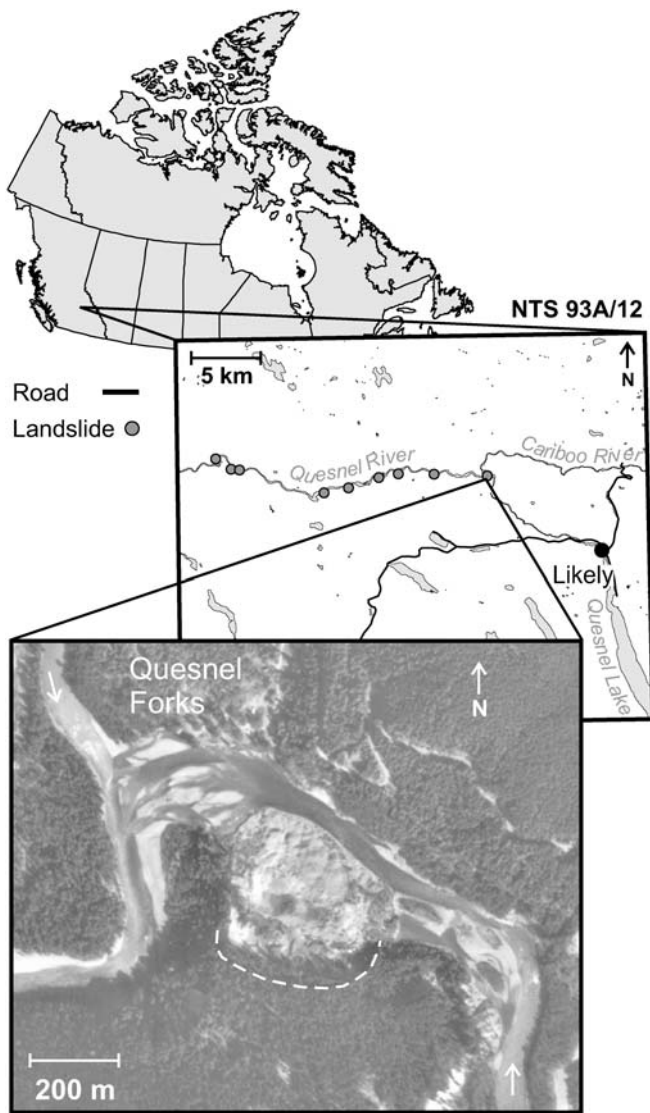 NTS 93A/12
5 km
N
Road
Landslide
Quesnel River
Cariboo River
Likely
Quesnel Lake
Quesnel
Forks
N
200 m